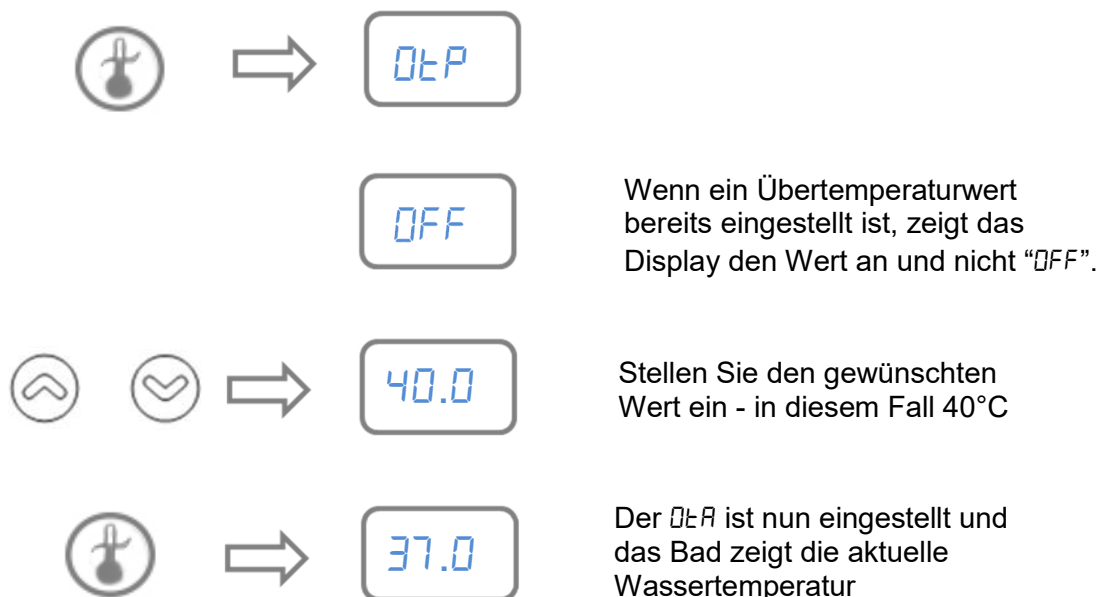 OtP
OFF
Wenn ein Übertemperaturwert
bereits eingestellt ist, zeigt das
Display den Wert an und nicht “OFF”.
40.0
Stellen Sie den gewünschten
Wert ein - in diesem Fall 40°C
37.0
Der OtA ist nun eingestellt und
das Bad zeigt die aktuelle
Wassertemperatur